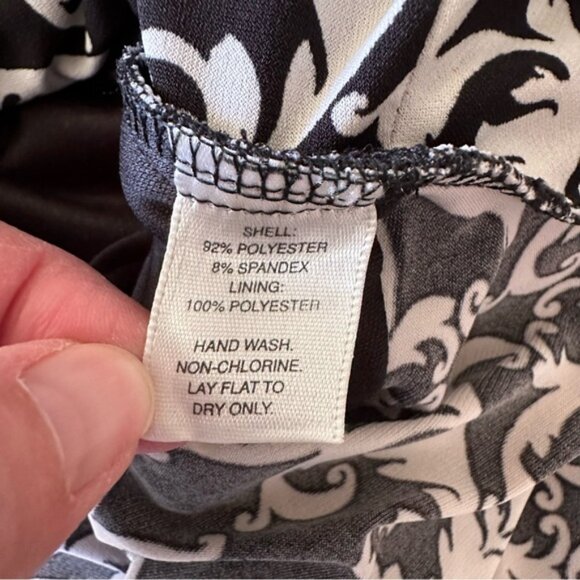 SHELL:
92% POLYESTER
8% SPANDEX
LINING:
100% POLYESTER
HAND WASH.
NON-CHLORINE.
LAY FLAT TO
DRY ONLY.